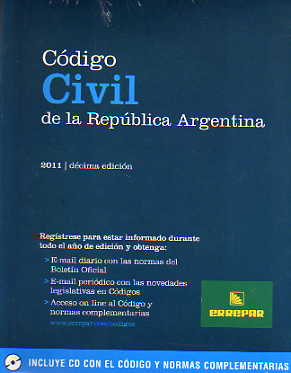 Código
Civil
de la República Argentina
2011 | décima edición
Regístrese para estar informado durante
todo el año de edición y obtenga:
> E-mail diario con las normas del
Boletín Oficial
> E-mail periódico con las novedades
legislativas en Códigos
> Acceso on line al Código y
normas complementarias
ERREPAR
INCLUYE CD CON EL CÓDIGO Y NORMAS COMPLEMENTARIAS